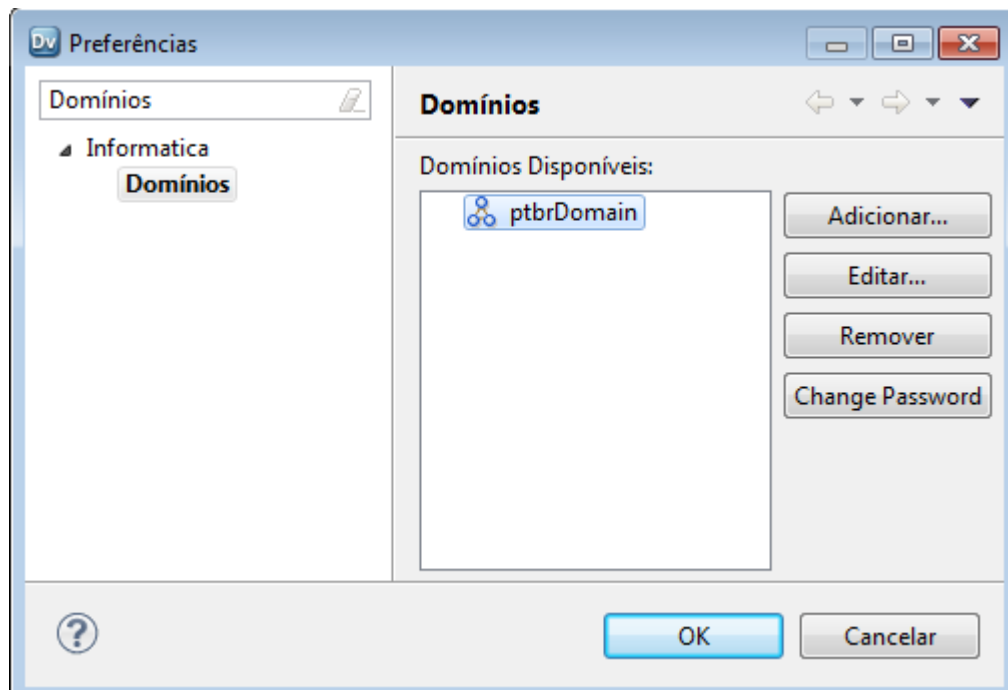 Dv Preferências
Domínios
Informatica
Domínios
Domínios
Domínios Disponíveis:
ptbrDomain
Adicionar...
Editar...
Remover
Change Password
?
OK
Cancelar